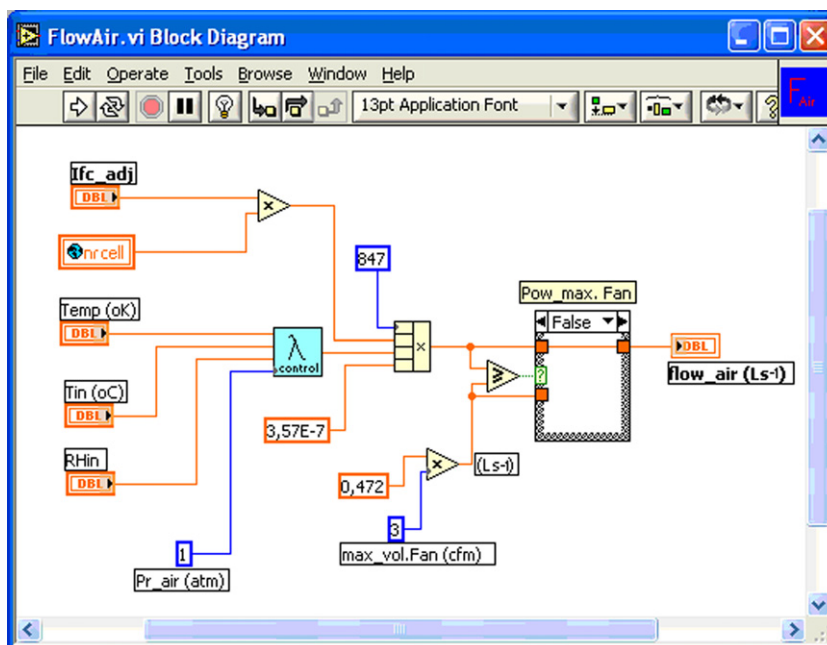 FlowAir.vi Block Diagram
File Edit Operate Tools Browse Window Help
13pt Application Font
F Air
Ifc_adj
DBL
×
nrcell
847
Pow_max. Fan
Temp (oK)
DBL
False
λ
control
×
DBL
flow_air (Ls-1)
≥
?
Tin (oC)
DBL
3,57E-7
RHin
DBL
×
(Ls-1)
0,472
3
1
max_vol.Fan (cfm)
Pr_air (atm)